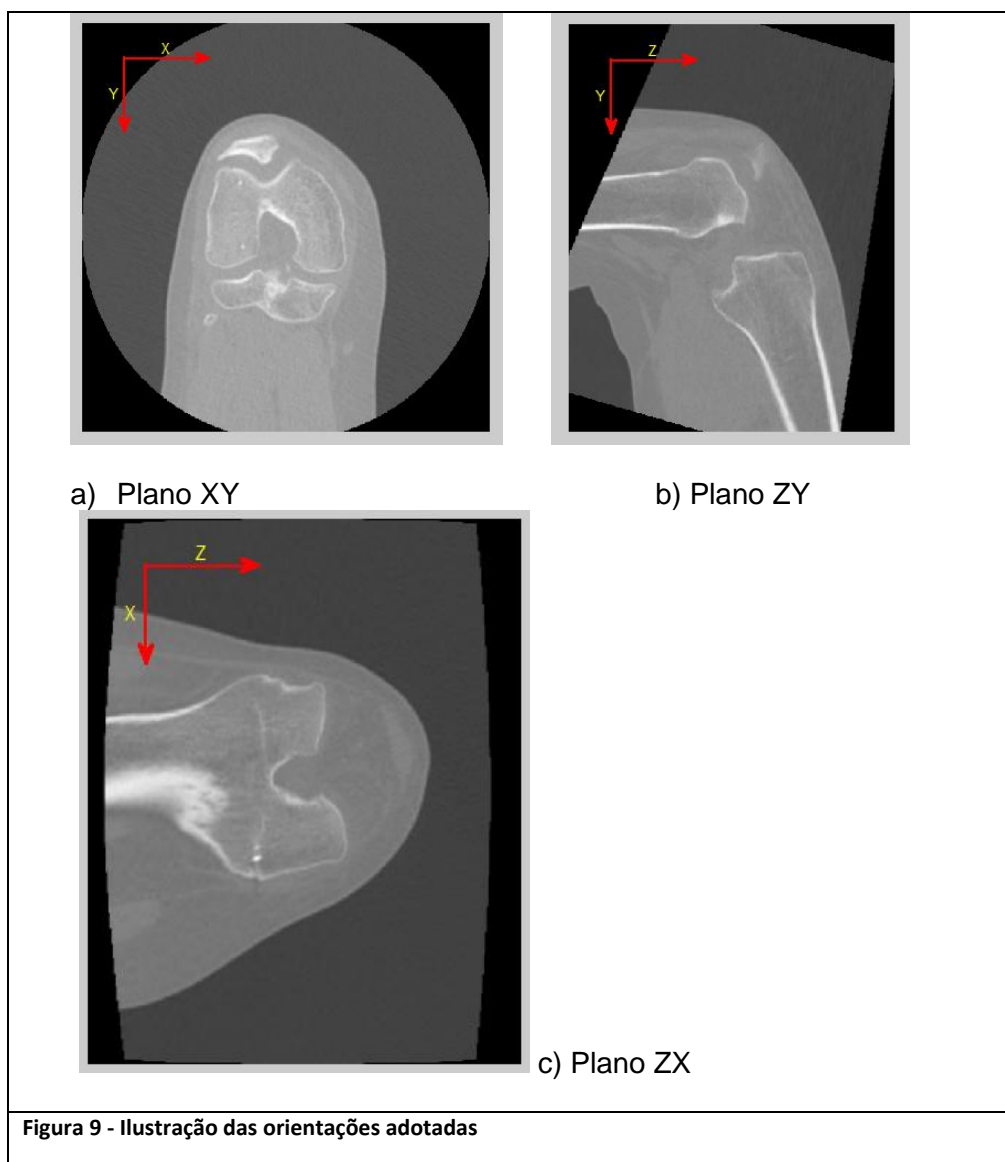 X
Y
Z
Y
a) Plano XY
b) Plano ZY
Z
X
c) Plano ZX
Figura 9 - Ilustração das orientações adotadas